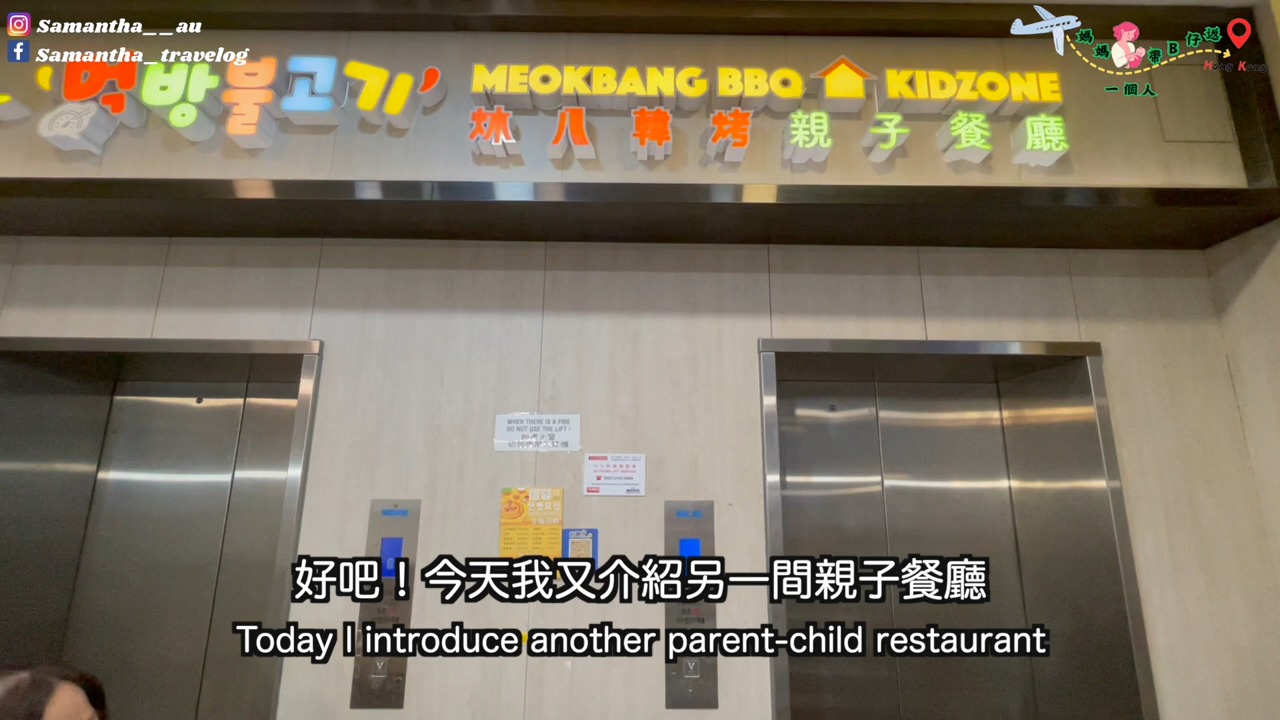 Samantha__au
Samantha_travelog
媽媽帶B仔遊
Hong Kong
一個人
'먹방불고기'
MEOKBANG BBQ KIDZONE
炑八韓烤 親子餐廳
WHEN THERE IS A FIRE
DO NOT USE THE LIFT !
好吧！今天我又介紹另一間親子餐廳
Today I introduce another parent-child restaurant